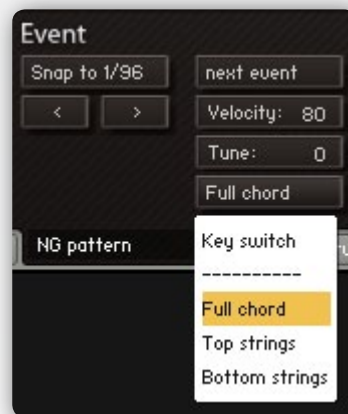 Event
Snap to 1/96 next event
< > Velocity: 80
Tune: 0
Full chord
NG pattern
Key switch
----------
Full chord
Top strings
Bottom strings